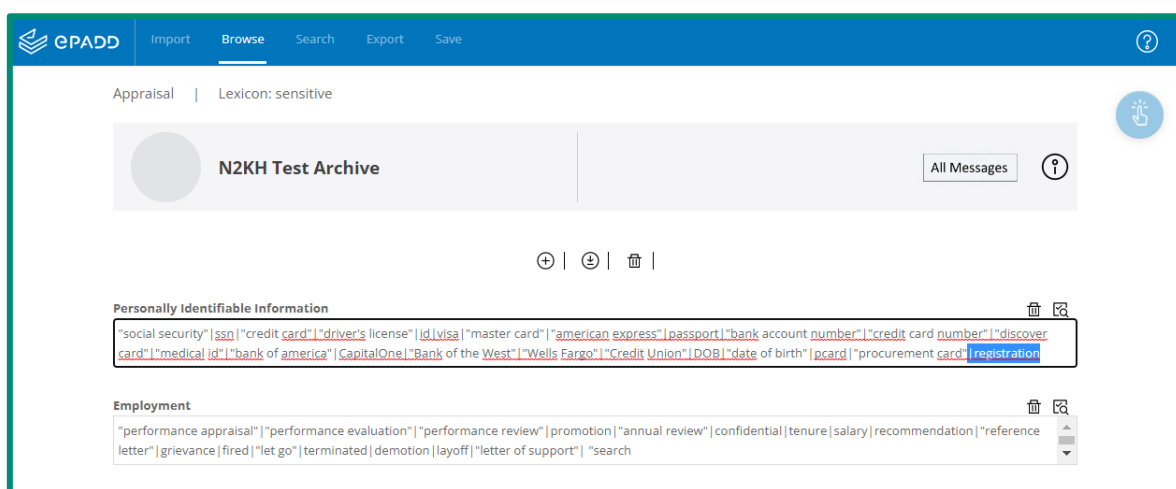 ePADD Import Browse Search Export Save
Appraisal | Lexicon: sensitive
N2KH Test Archive All Messages
Personally Identifiable Information
"social security"|ssn|"credit card"|"driver's license"|id|visa|"master card"|"american express"|passport|"bank account number"|"credit card number"|"discover
card"|"medical id"|"bank of america"|CapitalOne|"Bank of the West"|"Wells Fargo"|"Credit Union"|DOB|"date of birth"|pcard|"procurement card"|registration
Employment
"performance appraisal"|"performance evaluation"|"performance review"|promotion|"annual review"|confidential|tenure|salary|recommendation|"reference
letter"|grievance|fired|"let go"|terminated|demotion|layoff|"letter of support"| "search